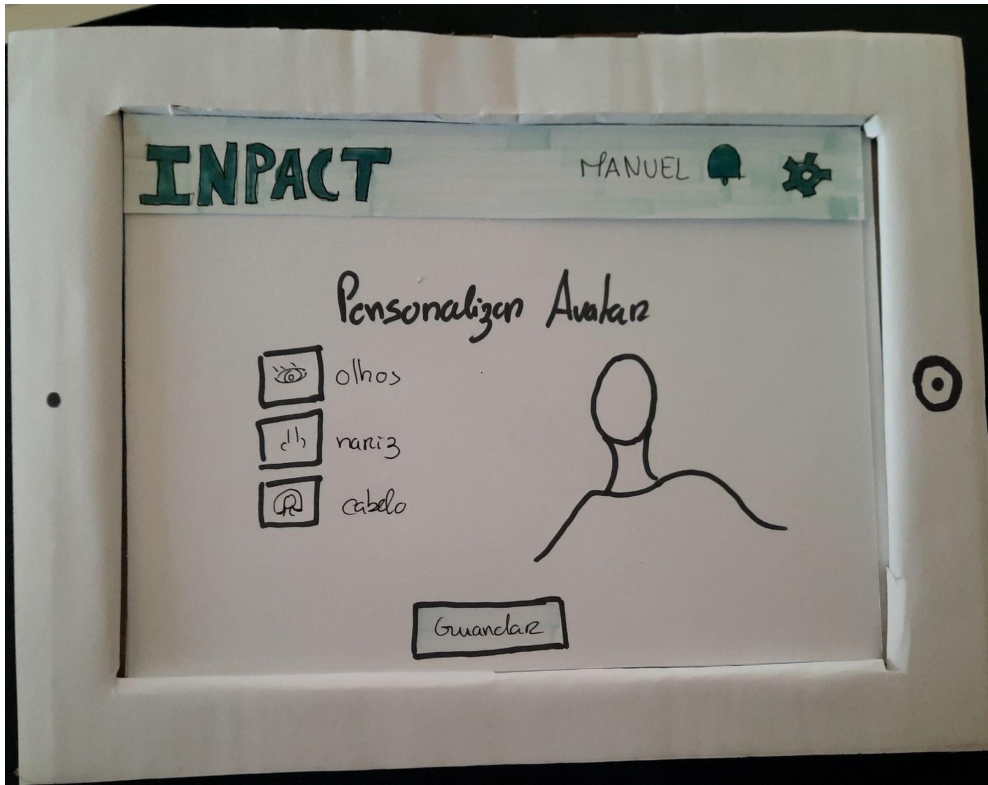 INPACT
MANUEL
Personalizar Avatar
olhos
nariz
cabelo
Guardar